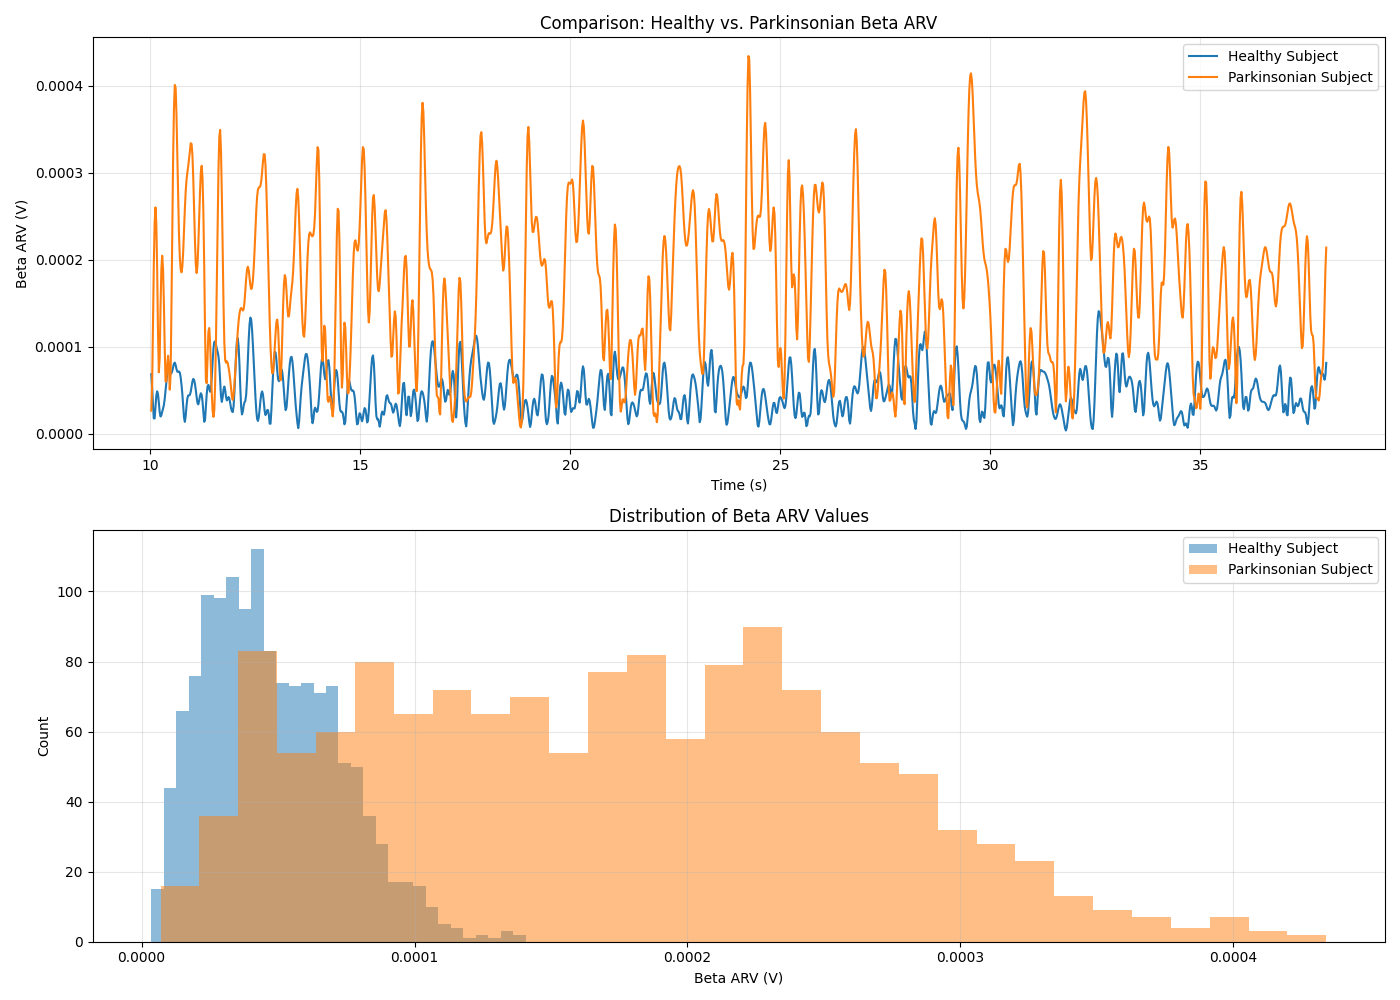 Comparison: Healthy vs. Parkinsonian Beta ARV
Healthy Subject
Parkinsonian Subject
0.0004
0.0003
0.0002
0.0001
0.0000
Beta ARV (V)
10 15 20 25 30 35
Time (s)
Distribution of Beta ARV Values
Healthy Subject
Parkinsonian Subject
100
80
60
40
20
0
Count
0.0000 0.0001 0.0002 0.0003 0.0004
Beta ARV (V)